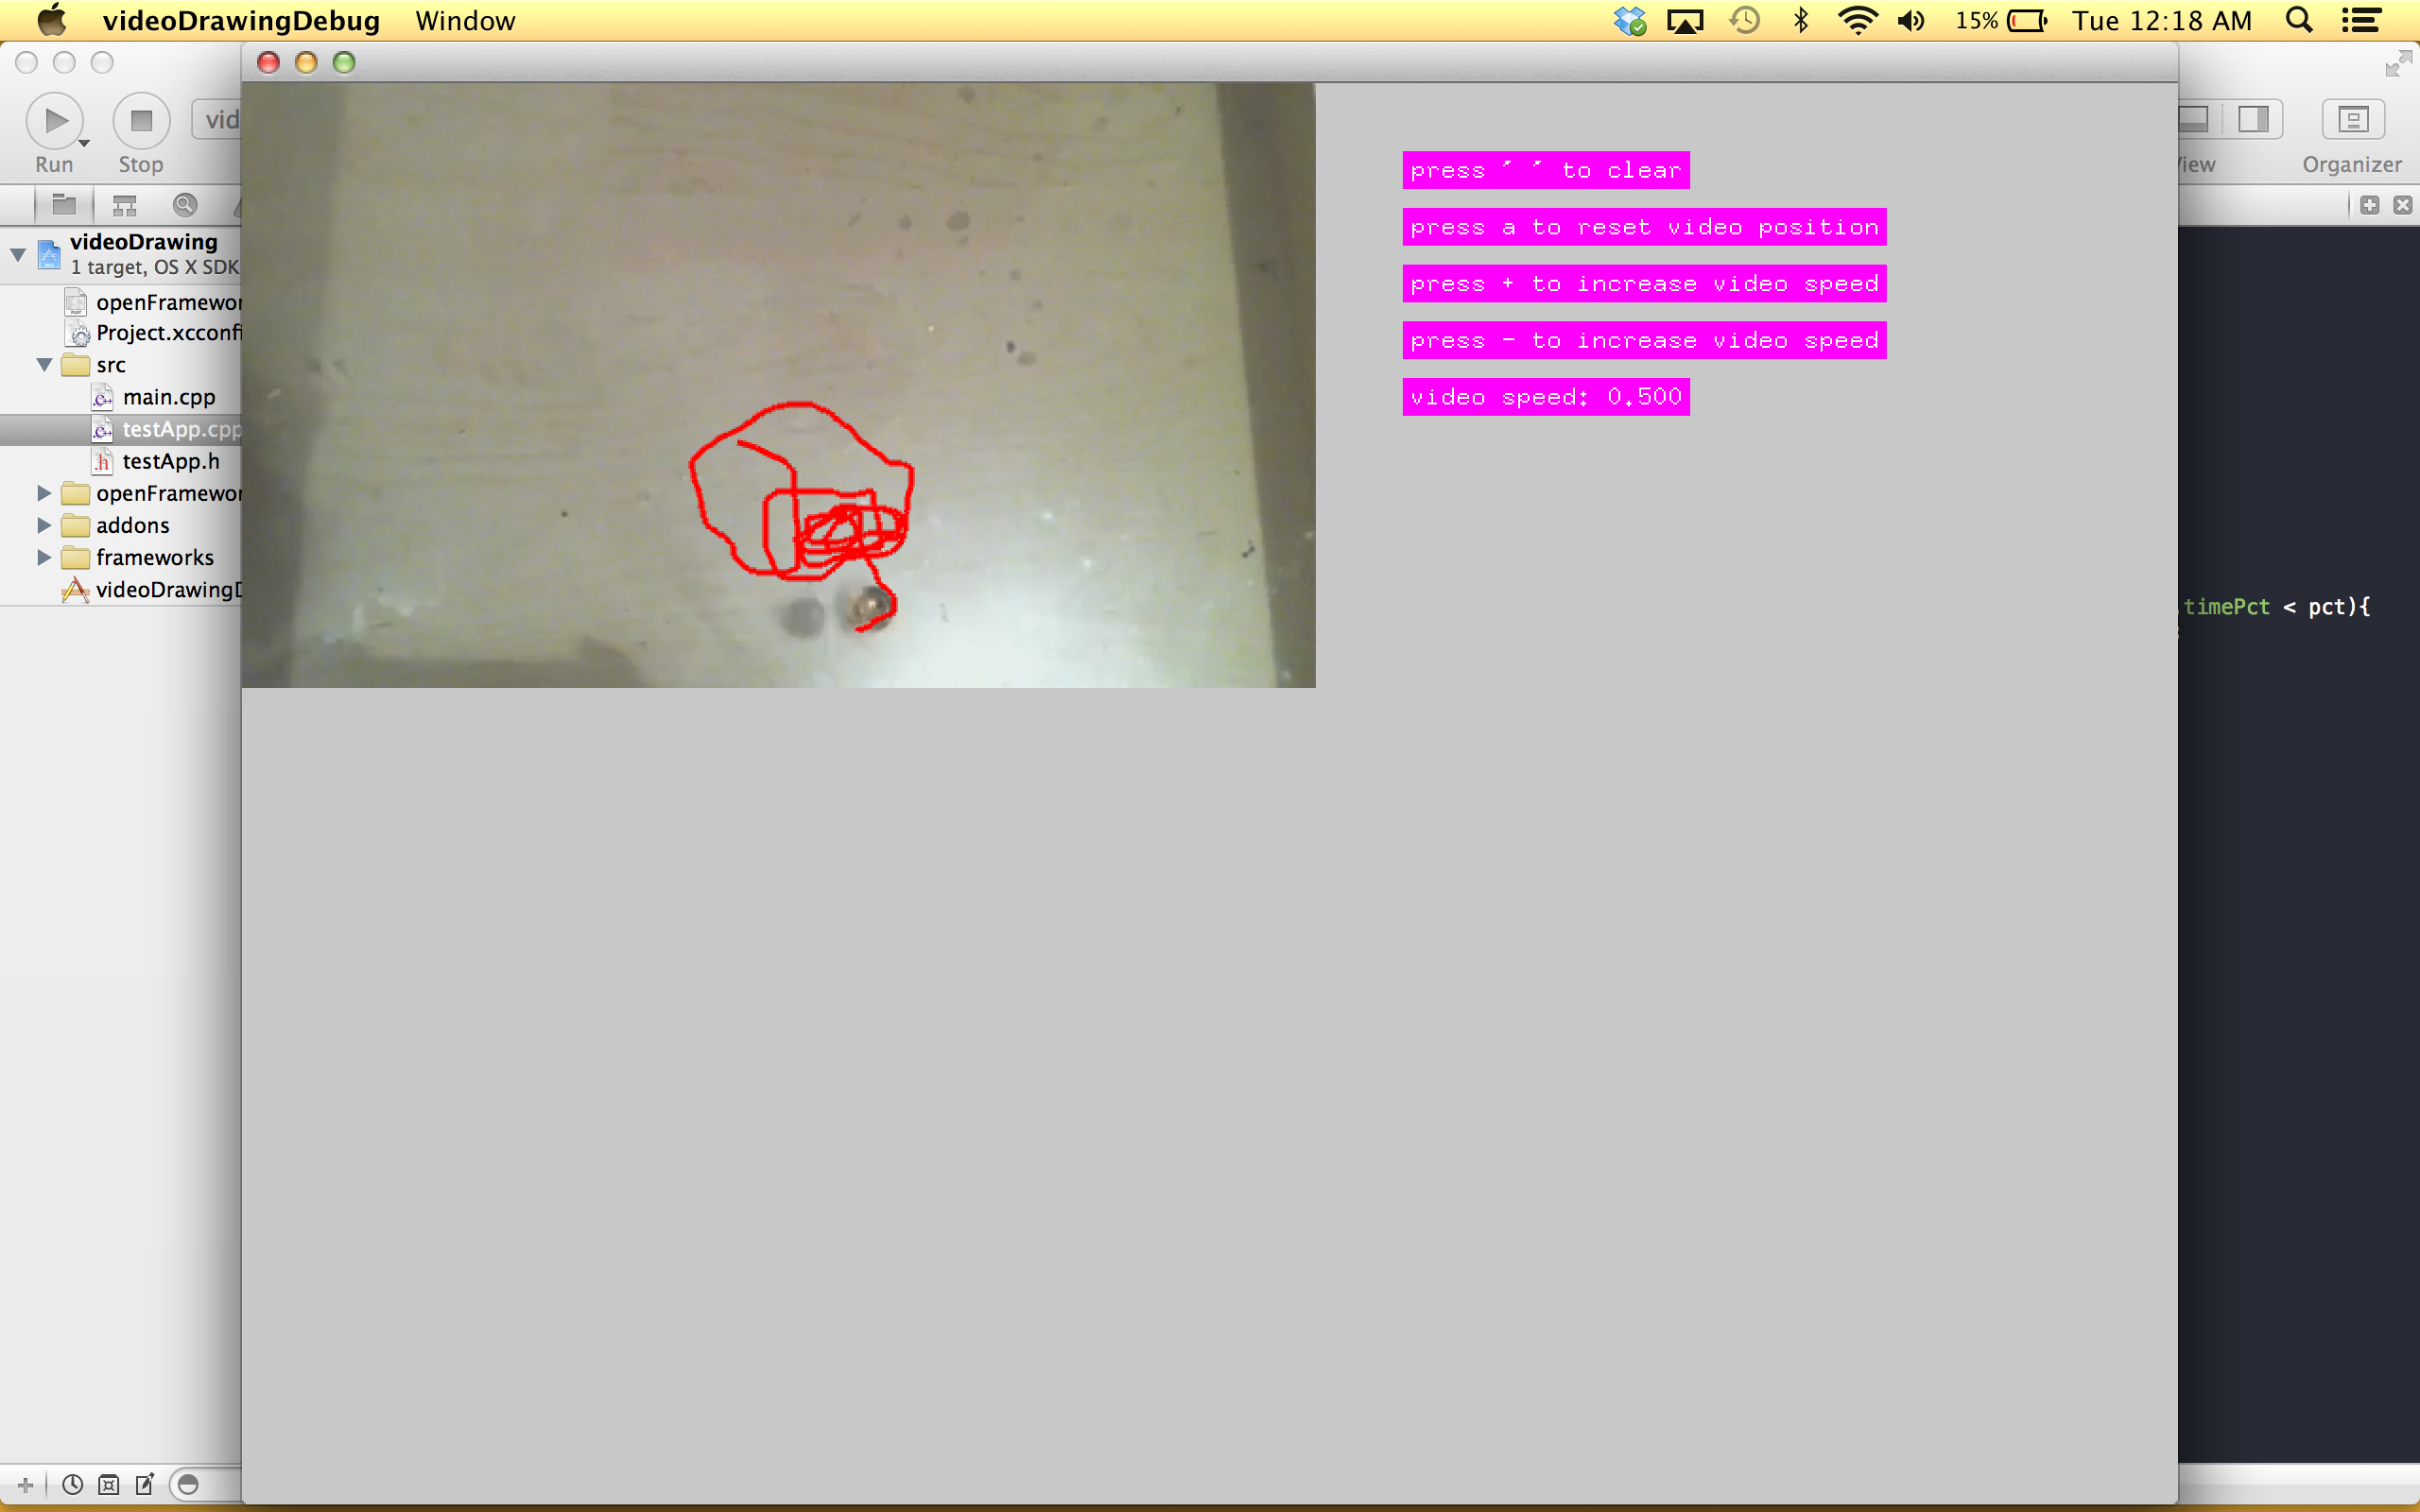 videoDrawingDebug Window 15% Tue 12:18 AM
Run Stop
vid
View Organizer
videoDrawing
1 target, OS X SDK
openFramewor
Project.xcconfi
src
main.cpp
testApp.cpp
testApp.h
openFramewor
addons
frameworks
videoDrawingD
press ' ' to clear
press a to reset video position
press + to increase video speed
press - to increase video speed
video speed: 0.500
timePct < pct){